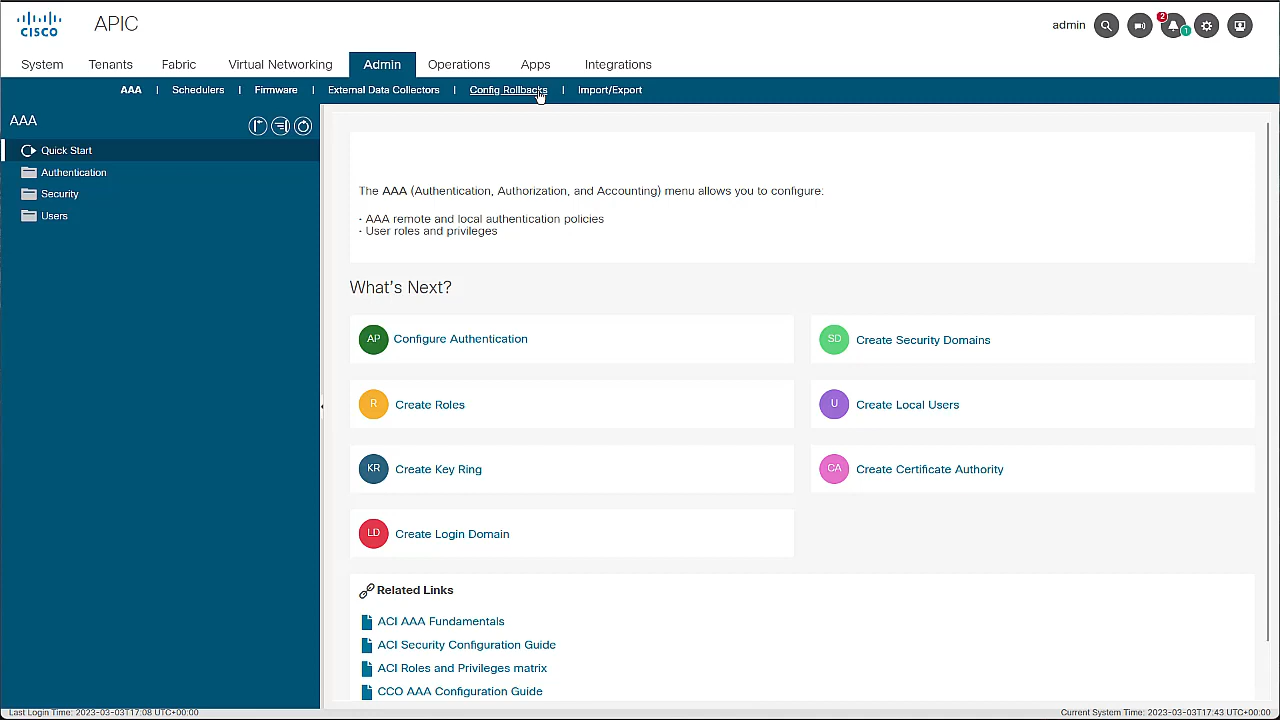 CISCO
APIC
admin
2
1
System Tenants Fabric Virtual Networking Admin Operations Apps Integrations
AAA | Schedulers | Firmware | External Data Collectors | Config Rollbacks | Import/Export
AAA
Quick Start
Authentication
Security
Users
The AAA (Authentication, Authorization, and Accounting) menu allows you to configure:
· AAA remote and local authentication policies
· User roles and privileges
What's Next?
AP Configure Authentication
SD Create Security Domains
R Create Roles
U Create Local Users
KR Create Key Ring
CA Create Certificate Authority
LD Create Login Domain
Related Links
ACI AAA Fundamentals
ACI Security Configuration Guide
ACI Roles and Privileges matrix
CCO AAA Configuration Guide
Last Login Time: 2023-03-03T17:08 UTC+00:00
Current System Time: 2023-03-03T17:43 UTC+00:00